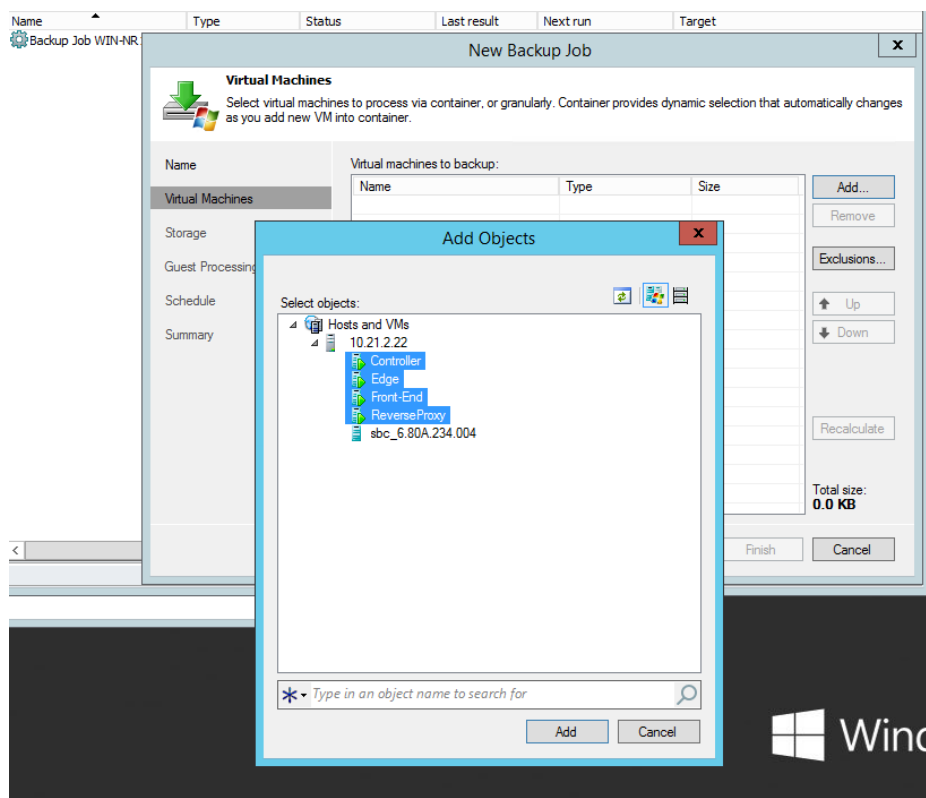 Name Type Status Last result Next run Target
Backup Job WIN-NR
New Backup Job
x
Virtual Machines
Select virtual machines to process via container, or granularly. Container provides dynamic selection that automatically changes
as you add new VM into container.
Name
Virtual Machines
Storage
Guest Processing
Schedule
Summary
Virtual machines to backup:
Name Type Size
Add...
Remove
Exclusions...
Up
Down
Recalculate
Total size:
0.0 KB
Finish Cancel
Add Objects
x
Select objects:
Hosts and VMs
10.21.2.22
Controller
Edge
Front-End
ReverseProxy
sbc_6.80A.234.004
Type in an object name to search for
Add Cancel